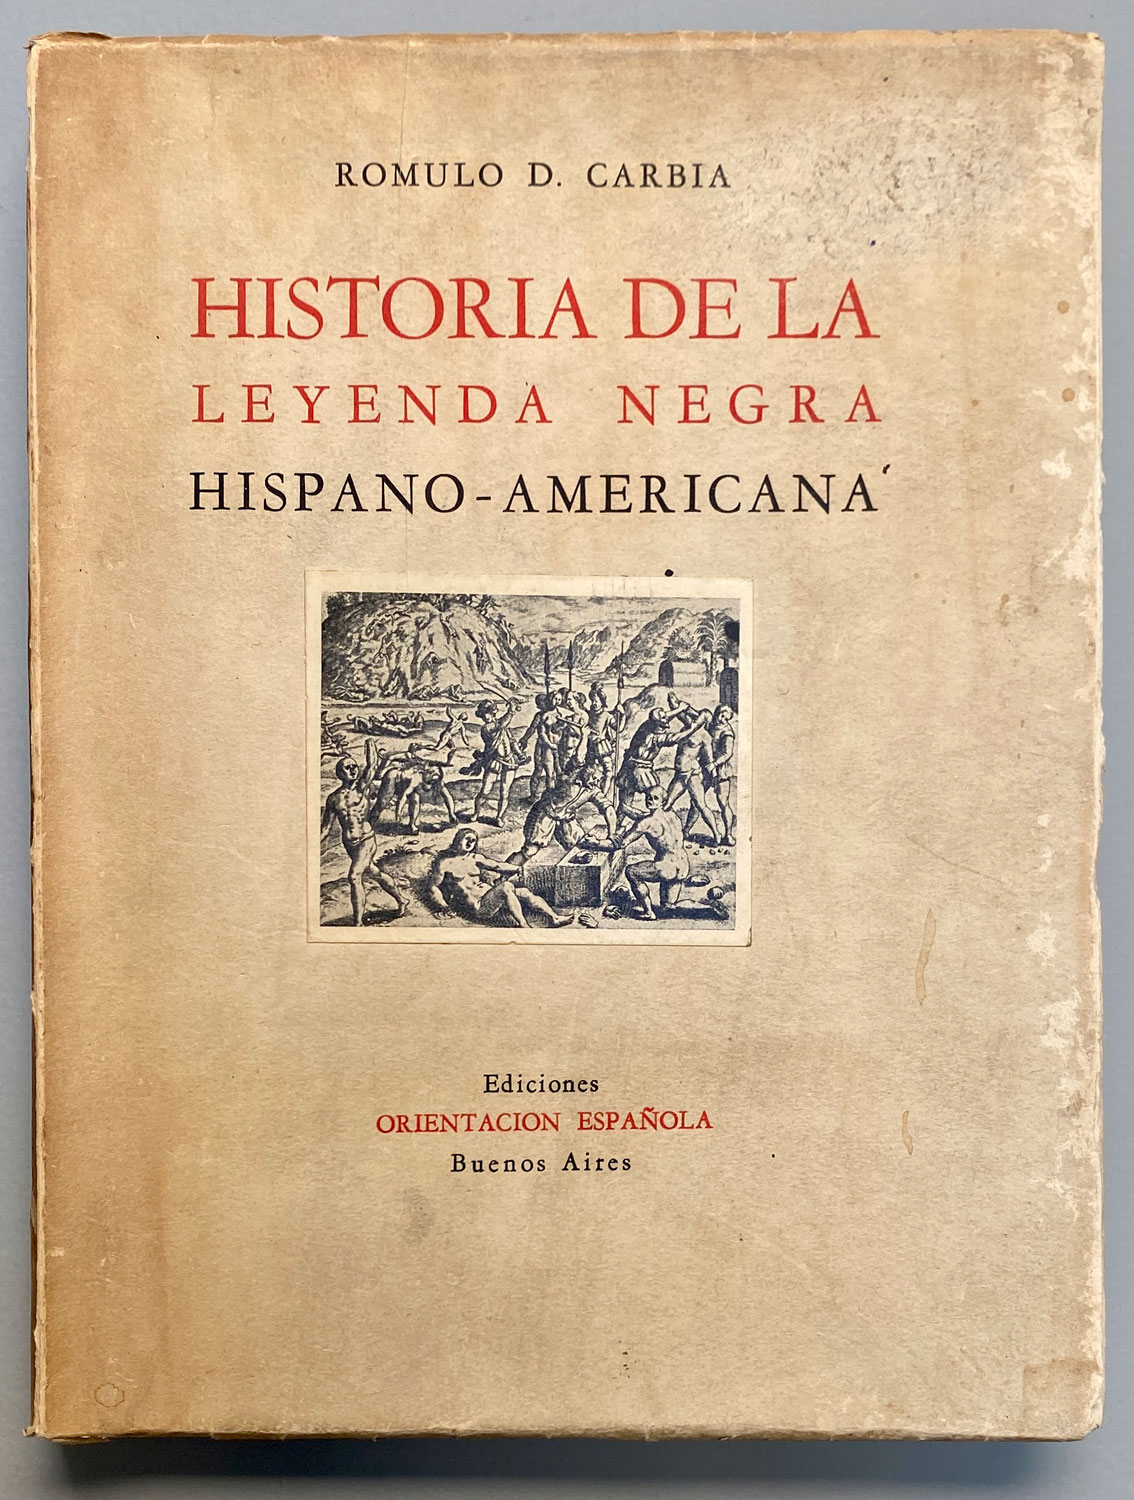 ROMULO D. CARBIA
HISTORIA DE LA
LEYENDA NEGRA
HISPANO-AMERICANA
Ediciones
ORIENTACION ESPAÑOLA
Buenos Aires